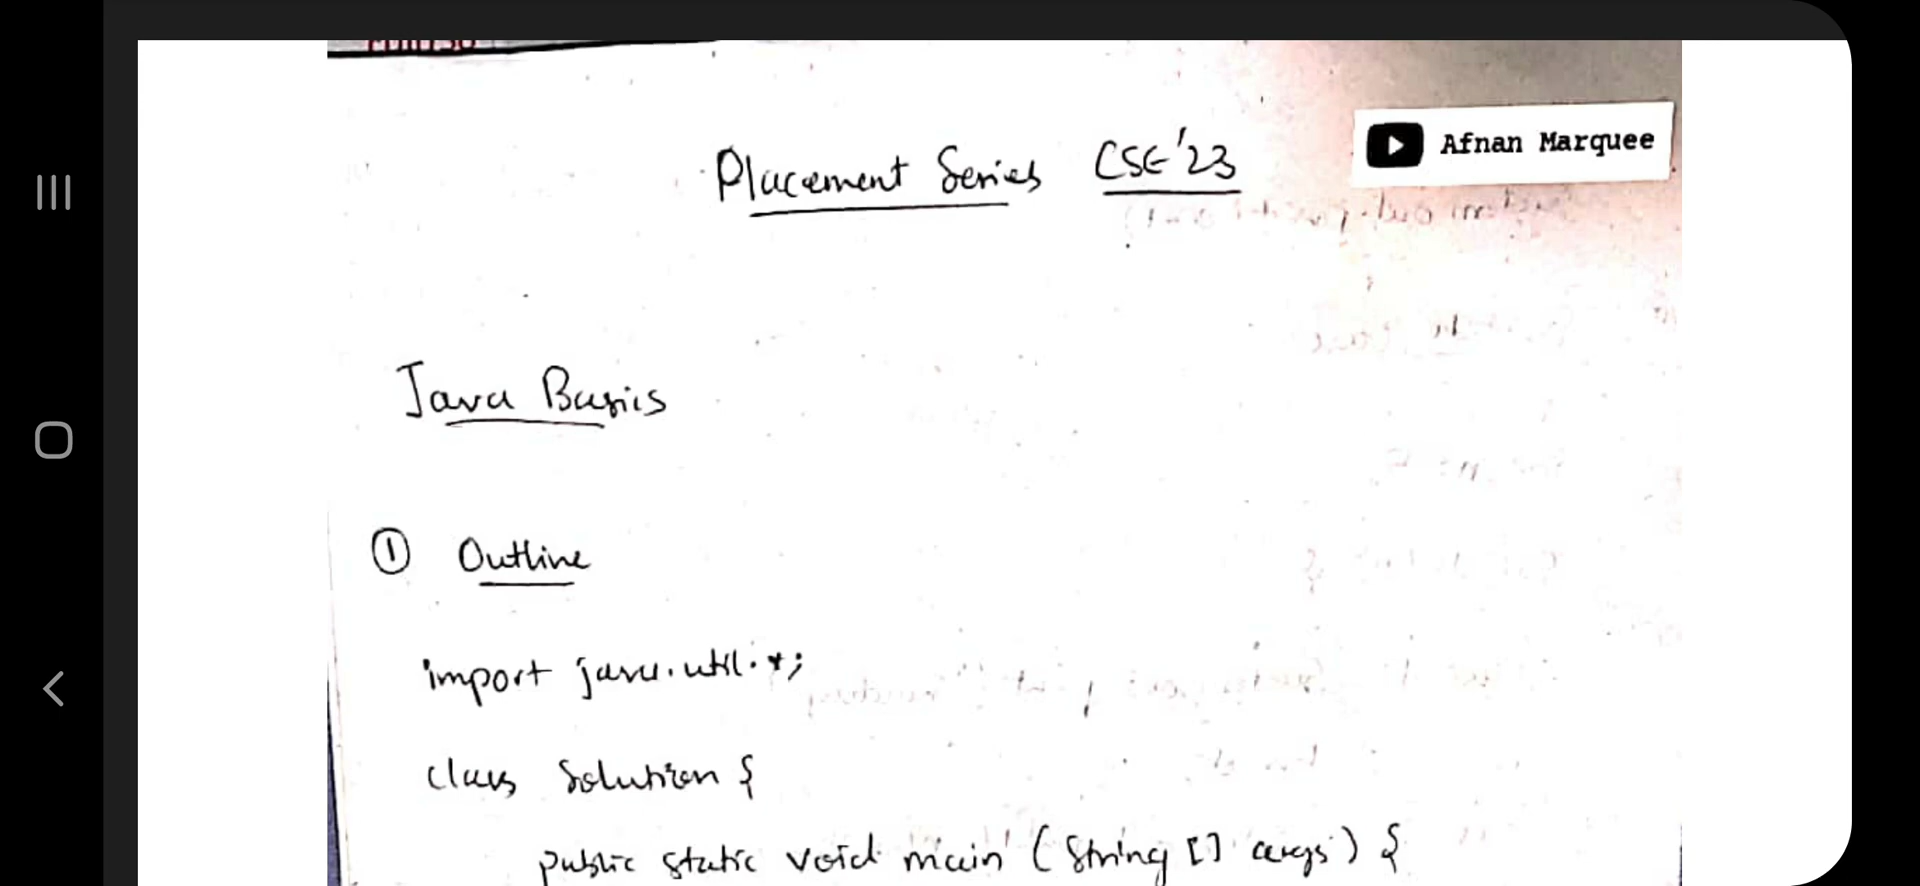 Placement Series CSE'23
Afnan Marquee
Java Basics
① Outline
import java.util.*;
class Solution {
public static void main (String [] args) {